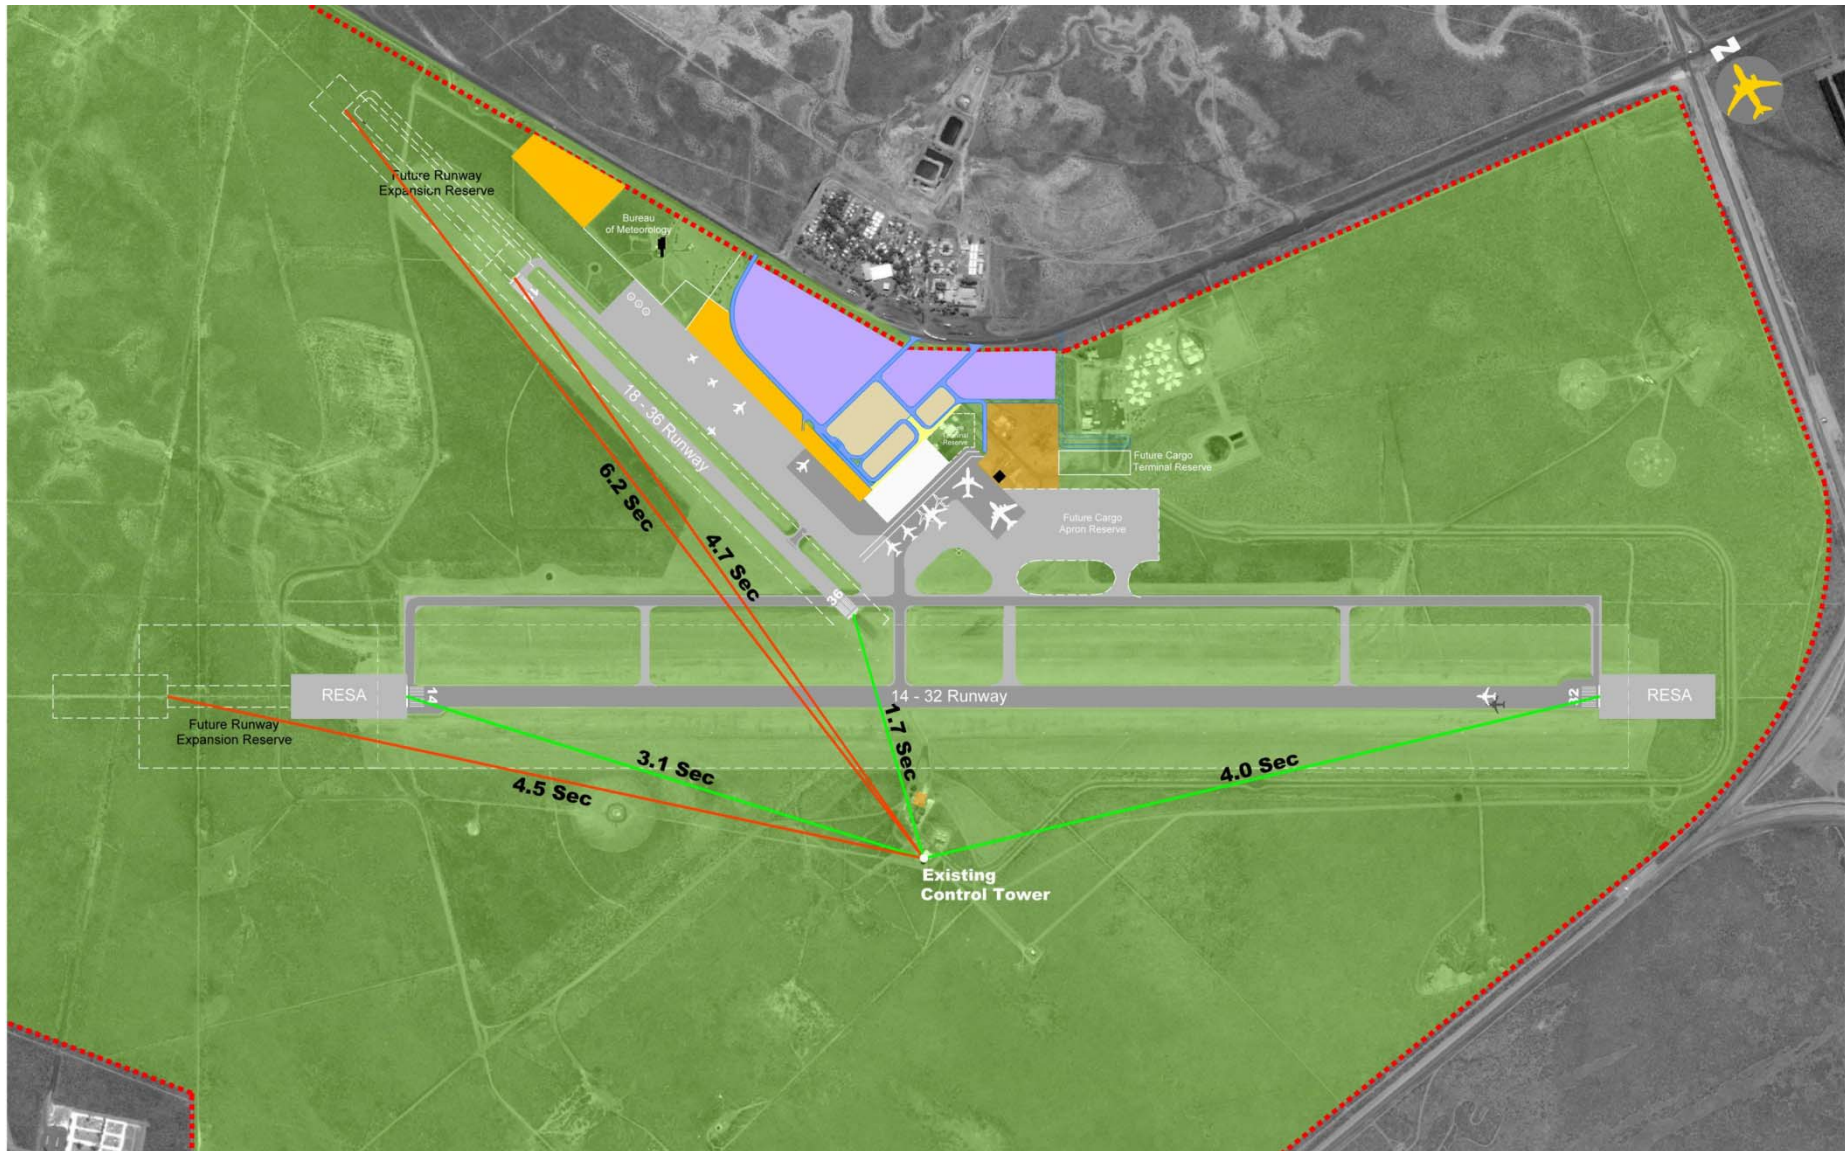 N
Future Runway
Expansion Reserve
Bureau
of Meteorology
18 - 36 Runway
Terminal
Reserve
Future Cargo
Terminal Reserve
Future Cargo
Apron Reserve
6.2 Sec
4.7 Sec
36
RESA
14
14 - 32 Runway
32
RESA
Future Runway
Expansion Reserve
1.7 Sec
3.1 Sec
4.5 Sec
4.0 Sec
Existing
Control Tower